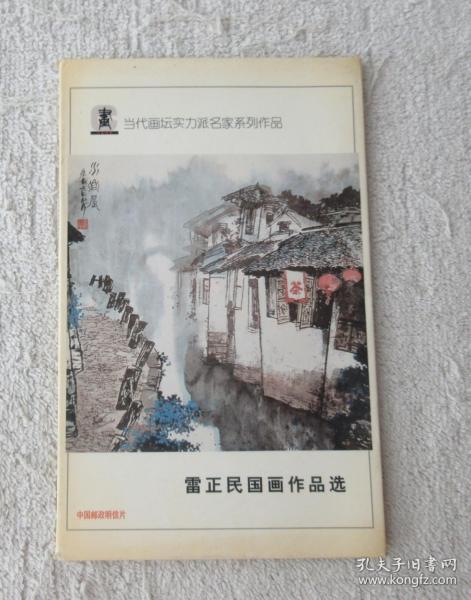 畫
当代画坛实力派名家系列作品
水乡晨
茶
雷正民国画作品选
中国邮政明信片
孔夫子旧书网
www.kongfz.com